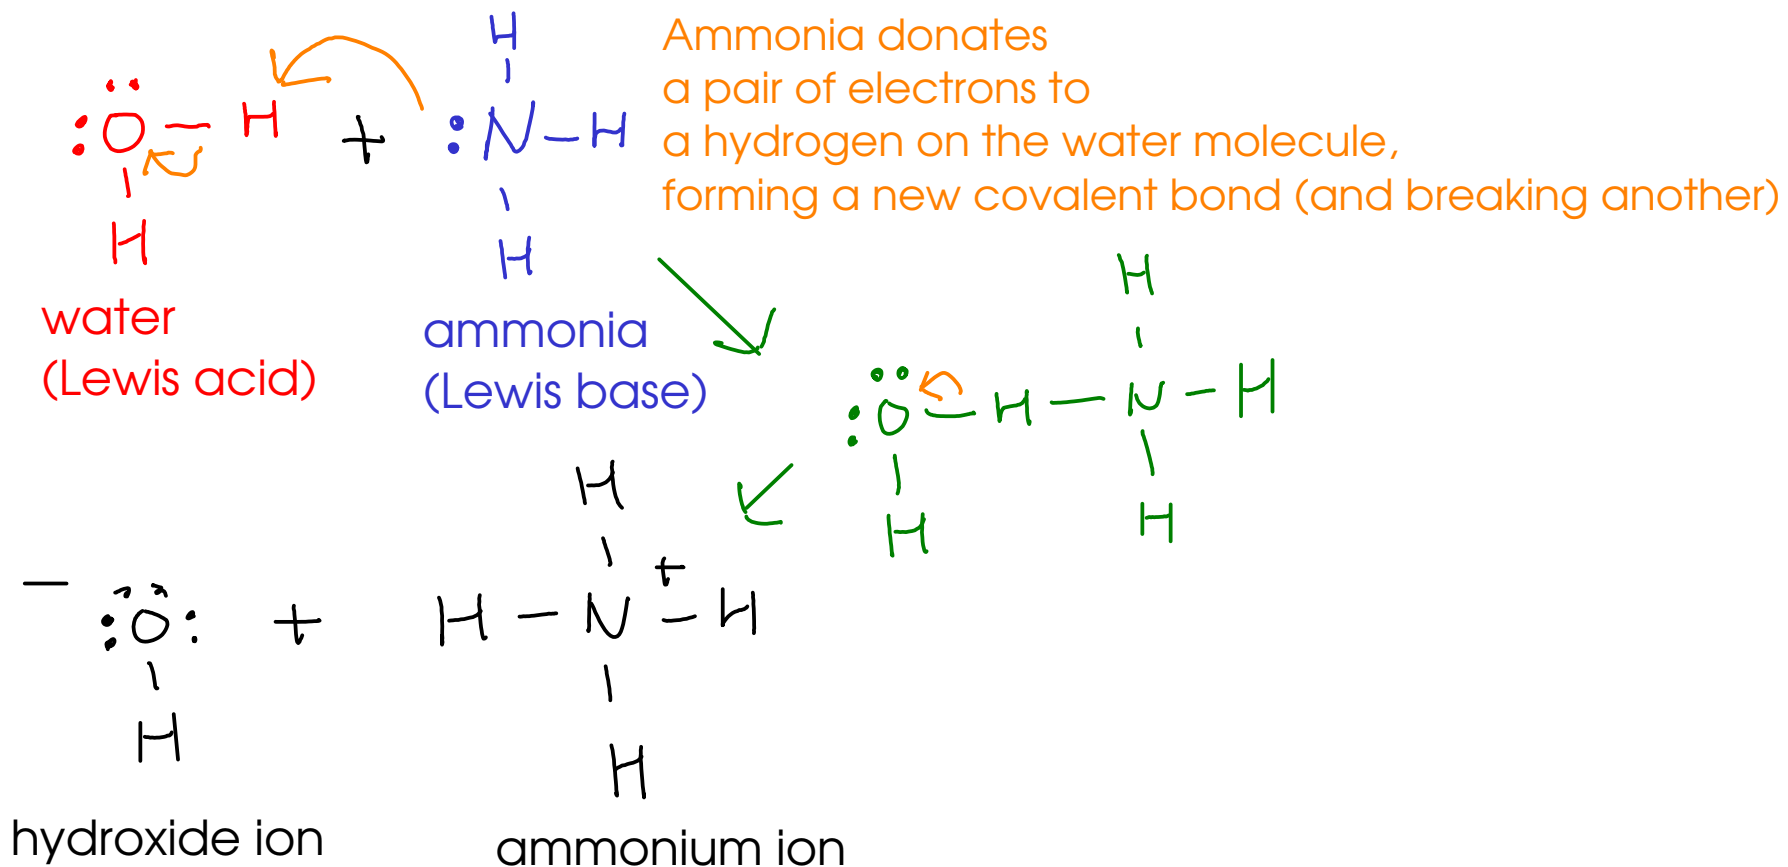 Ammonia donates
a pair of electrons to
a hydrogen on the water molecule,
forming a new covalent bond (and breaking another)
H
:O – H + :N – H
H
H
water
(Lewis acid)
ammonia
(Lewis base)
H
:O – H – N – H
H
H
H
–
:O: + H – N – H
+
H
H
hydroxide ion
ammonium ion